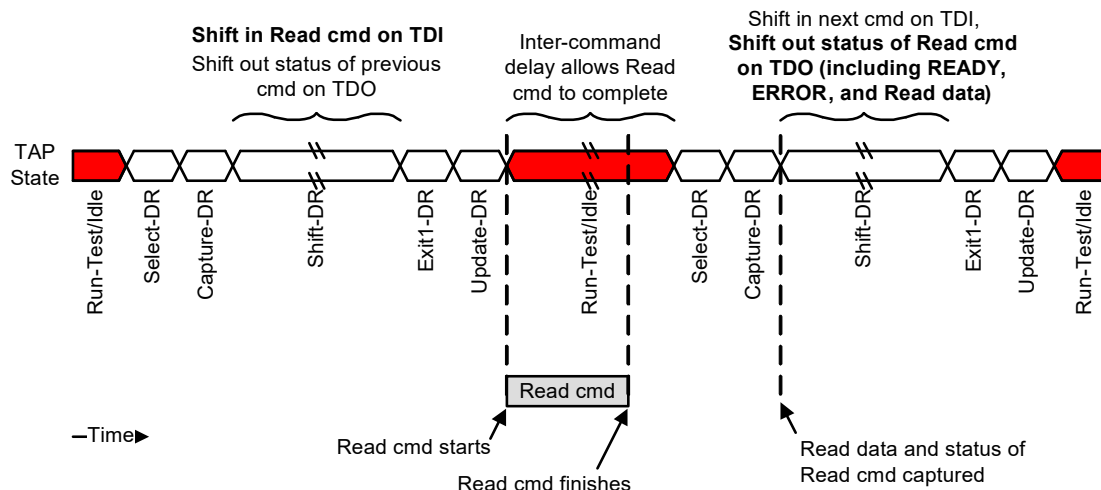 Shift in Read cmd on TDI
Shift out status of previous
cmd on TDO
Inter-command
delay allows Read
cmd to complete
Shift in next cmd on TDI,
Shift out status of Read cmd
on TDO (including READY,
ERROR, and Read data)
TAP
State
Run-Test/Idle
Select-DR
Capture-DR
Shift-DR
Exit1-DR
Update-DR
Run-Test/Idle
Select-DR
Capture-DR
Shift-DR
Exit1-DR
Update-DR
Run-Test/Idle
Read cmd
Time
Read cmd starts
Read cmd finishes
Read data and status of
Read cmd captured